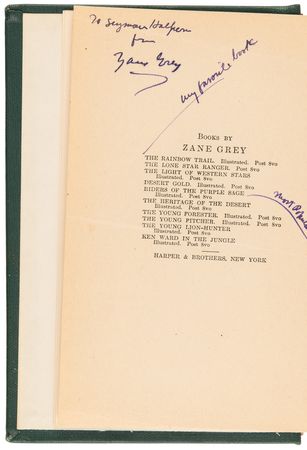 To Seymour Halpern
from
Zane Grey
my favorite book
BOOKS BY
ZANE GREY
THE RAINBOW TRAIL. Illustrated. Post 8vo
THE LONE STAR RANGER. Post 8vo
THE LIGHT OF WESTERN STARS
Illustrated. Post 8vo
DESERT GOLD. Illustrated. Post 8vo
RIDERS OF THE PURPLE SAGE
Most
THE HERITAGE OF THE DESERT
Illustrated. Post 8vo
THE YOUNG FORESTER. Illustrated. Post 8vo
THE YOUNG PITCHER. Illustrated. Post 8vo
THE YOUNG LION-HUNTER
Illustrated. Post 8vo
KEN WARD IN THE JUNGLE
Illustrated. Post 8vo
HARPER & BROTHERS, NEW YORK